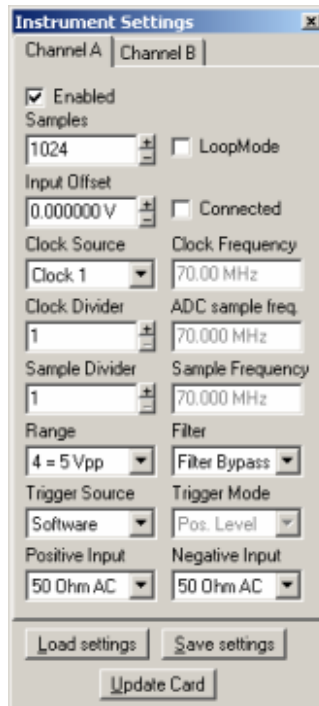 Instrument Settings
Channel A Channel B
Enabled
Samples
1024 LoopMode
Input Offset
0.000000 V Connected
Clock Source Clock Frequency
Clock 1 70.00 MHz
Clock Divider ADC sample freq.
1 70.000 MHz
Sample Divider Sample Frequency
1 70.000 MHz
Range Filter
4 = 5 Vpp Filter Bypass
Trigger Source Trigger Mode
Software Pos. Level
Positive Input Negative Input
50 Ohm AC 50 Ohm AC
Load settings Save settings
Update Card